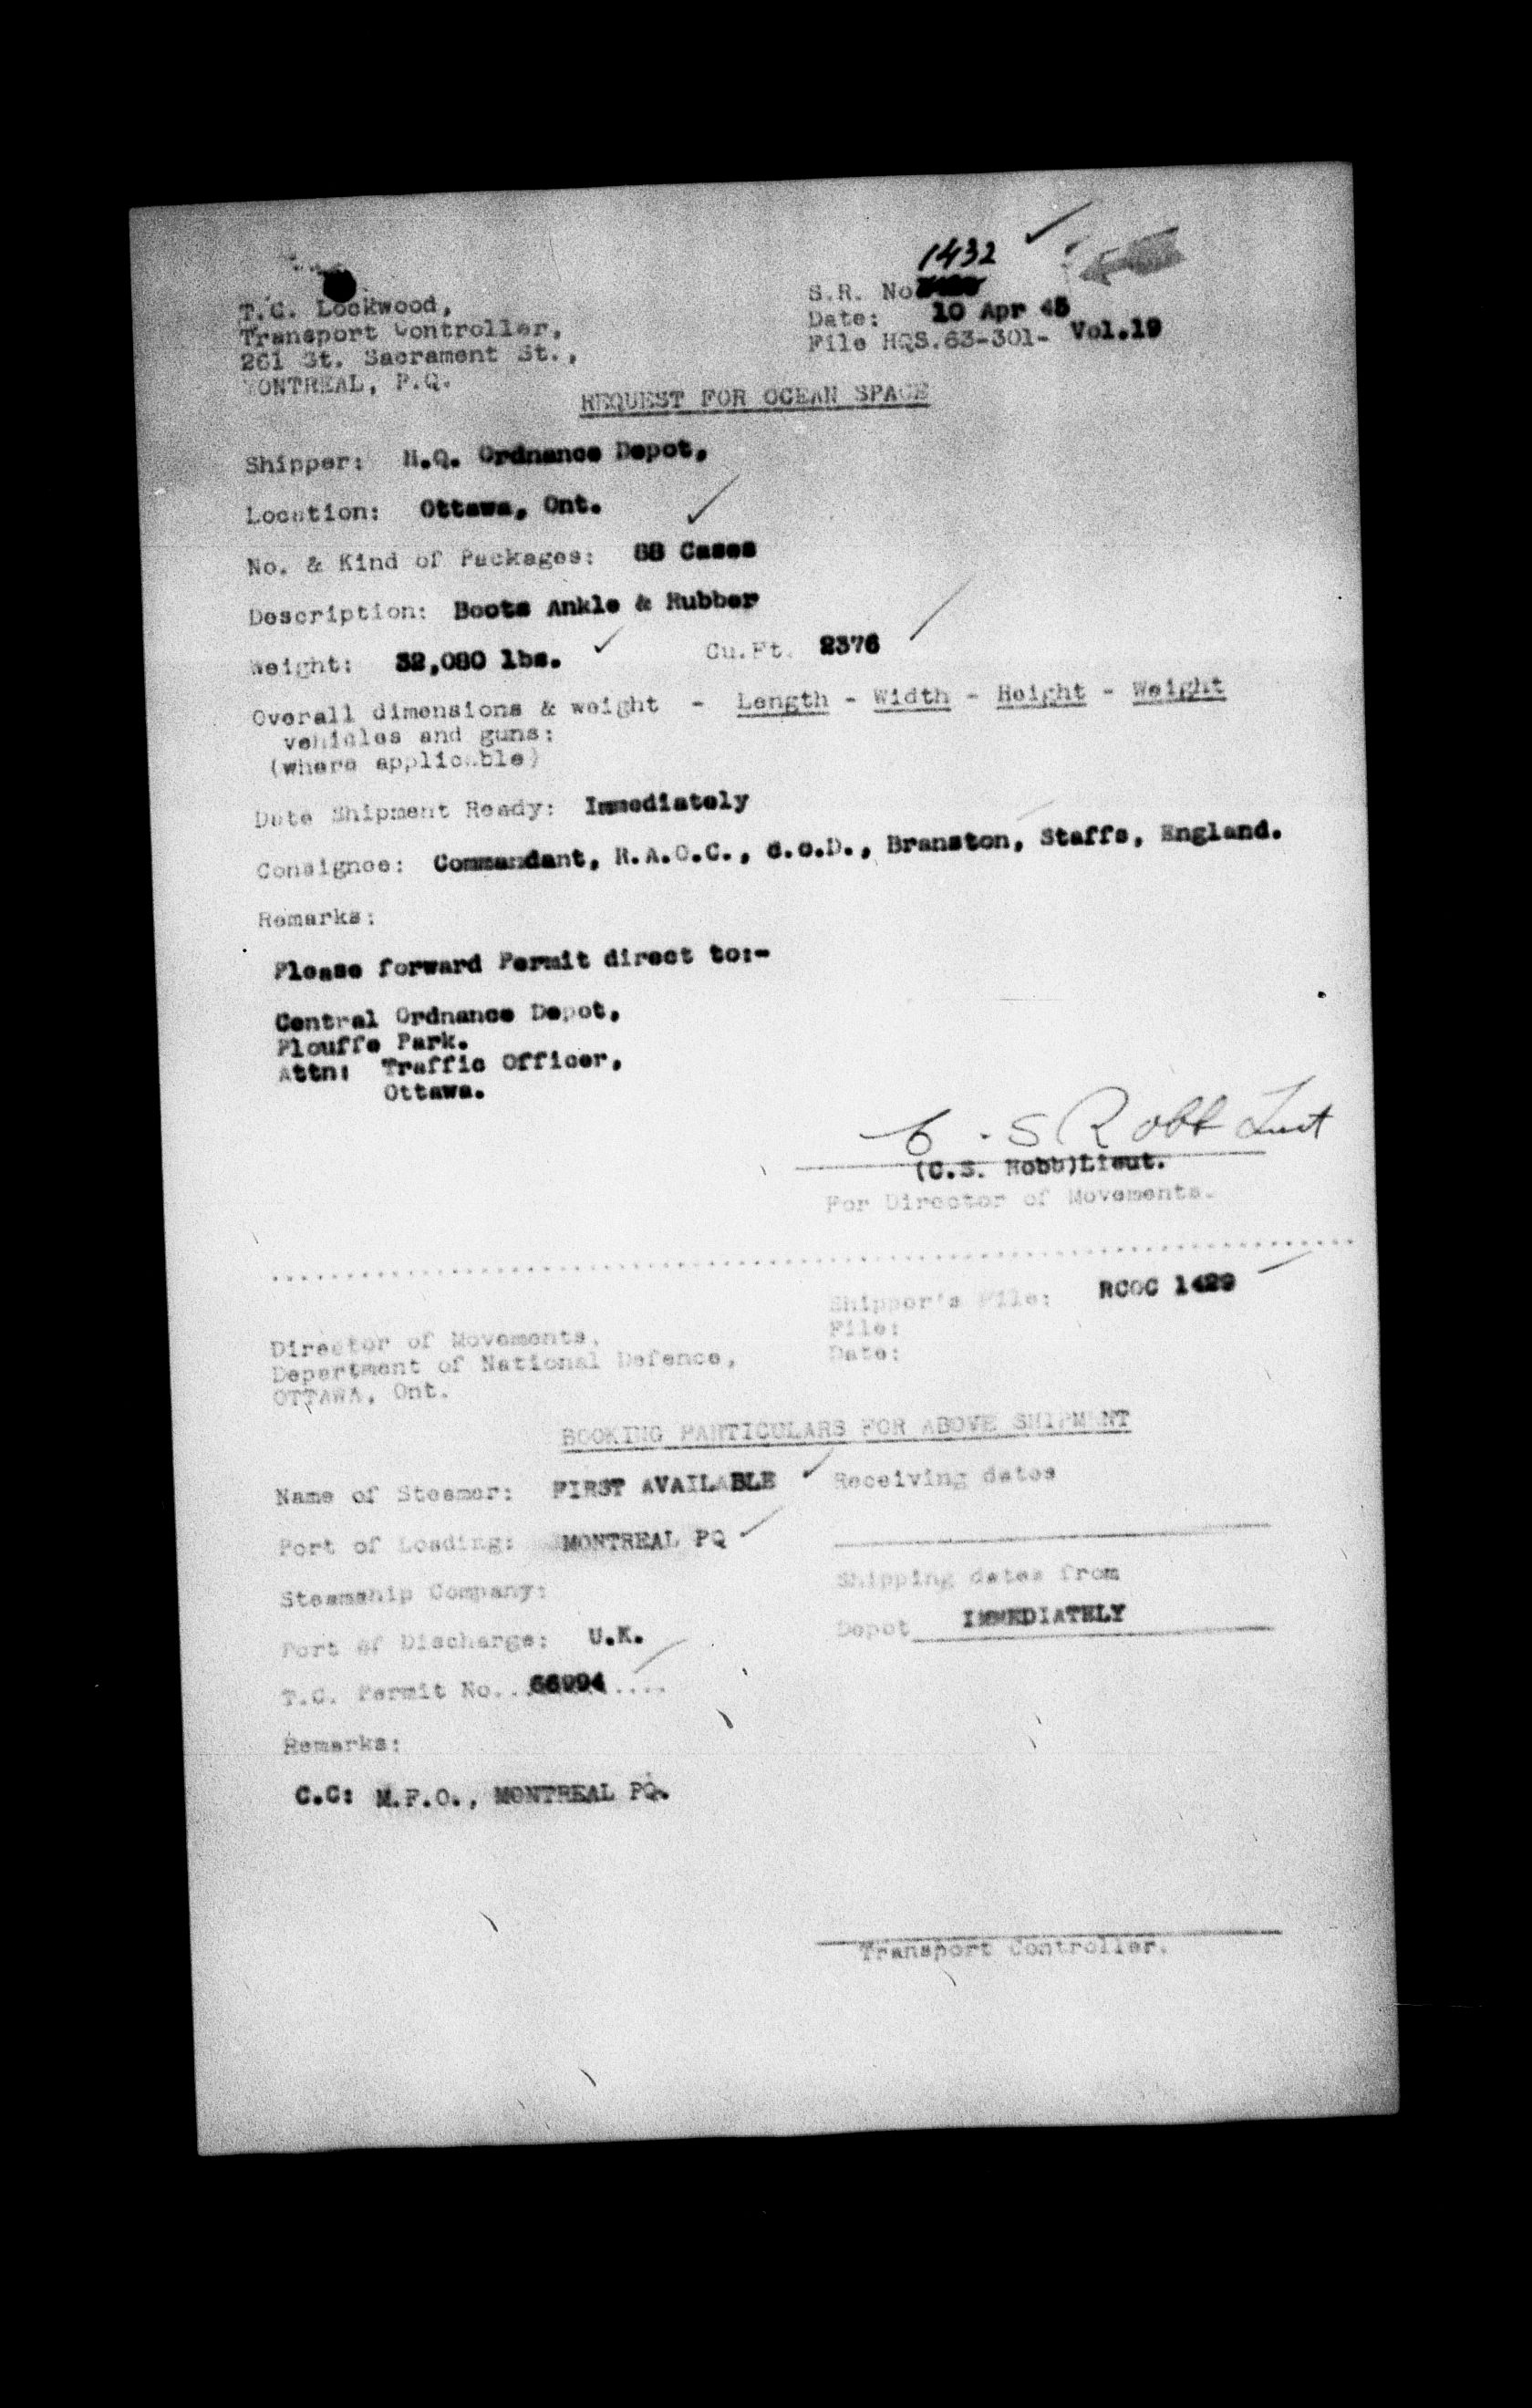 1432
T.C. Lockwood,
Transport Controller,
261 St. Sacrament St.,
MONTREAL, P.Q.
S.R. No
Date: 10 Apr 45
File HQS.63-301- Vol.19
REQUEST FOR OCEAN SPACE
Shipper: H.Q. Ordnance Depot,
Location: Ottawa, Ont.
No. & Kind of Packages: 88 Cases
Description: Boots Ankle & Rubber
Weight: 32,080 lbs. Cu.Ft. 2376
Overall dimensions & weight - Length - Width - Height - Weight
vehicles and guns:
(where applicable)
Date Shipment Ready: Immediately
Consignee: Commandant, R.A.O.C., C.O.D., Branston, Staffs, England.
Remarks:
Please forward Permit direct to:-
Central Ordnance Depot,
Plouffe Park.
Attn: Traffic Officer,
Ottawa.
C. S Robb Lieut
(C.S. Robb)Lieut.
For Director of Movements.
Shipper's File: RCOC 1429
File:
Date:
Director of Movements,
Department of National Defence,
OTTAWA, Ont.
BOOKING PARTICULARS FOR ABOVE SHIPMENT
Name of Steamer: FIRST AVAILABLE Receiving dates
Port of Loading: MONTREAL PQ
Steamship Company: Shipping dates from
Port of Discharge: U.K. Depot IMMEDIATELY
T.C. Permit No..66994....
Remarks:
C.C: M.F.O., MONTREAL PQ.
Transport Controller.